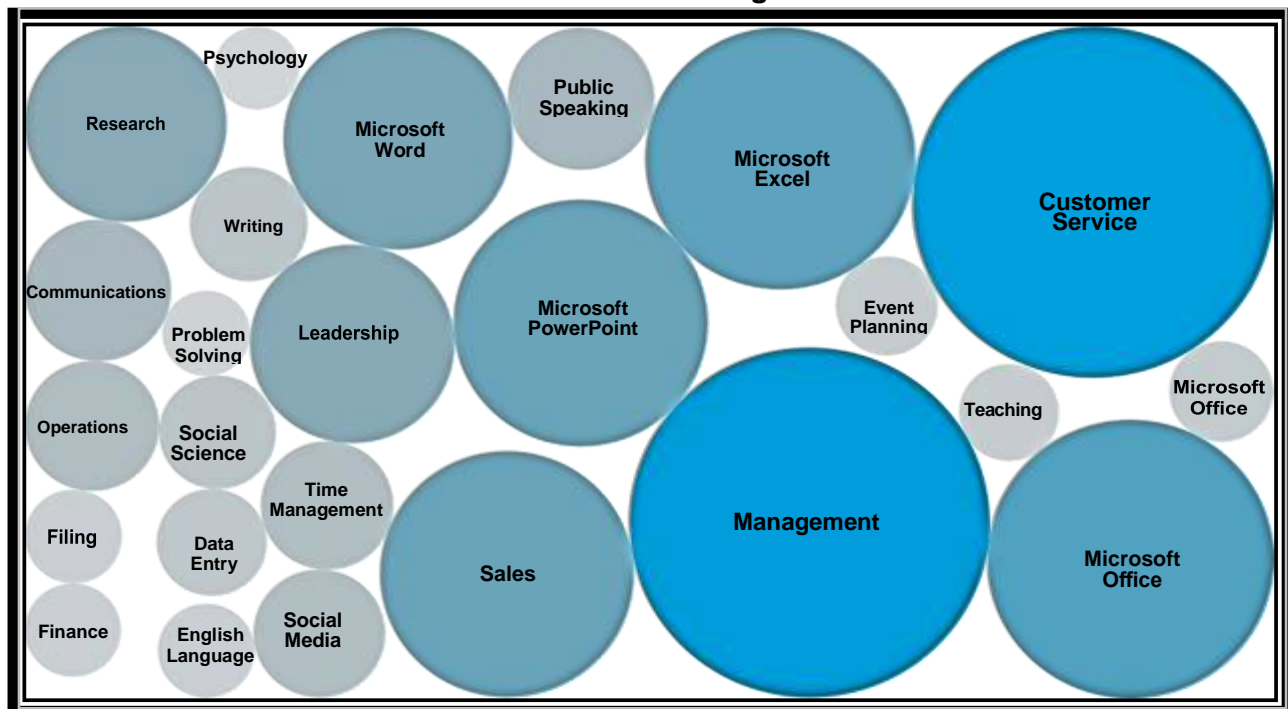 Psychology
Research
Microsoft
Word
Public
Speaking
Microsoft
Excel
Customer
Service
Writing
Communications
Problem
Solving
Leadership
Microsoft
PowerPoint
Event
Planning
Operations
Social
Science
Teaching
Microsoft
Office
Time
Management
Filing
Data
Entry
Sales
Management
Microsoft
Office
Finance
English
Language
Social
Media